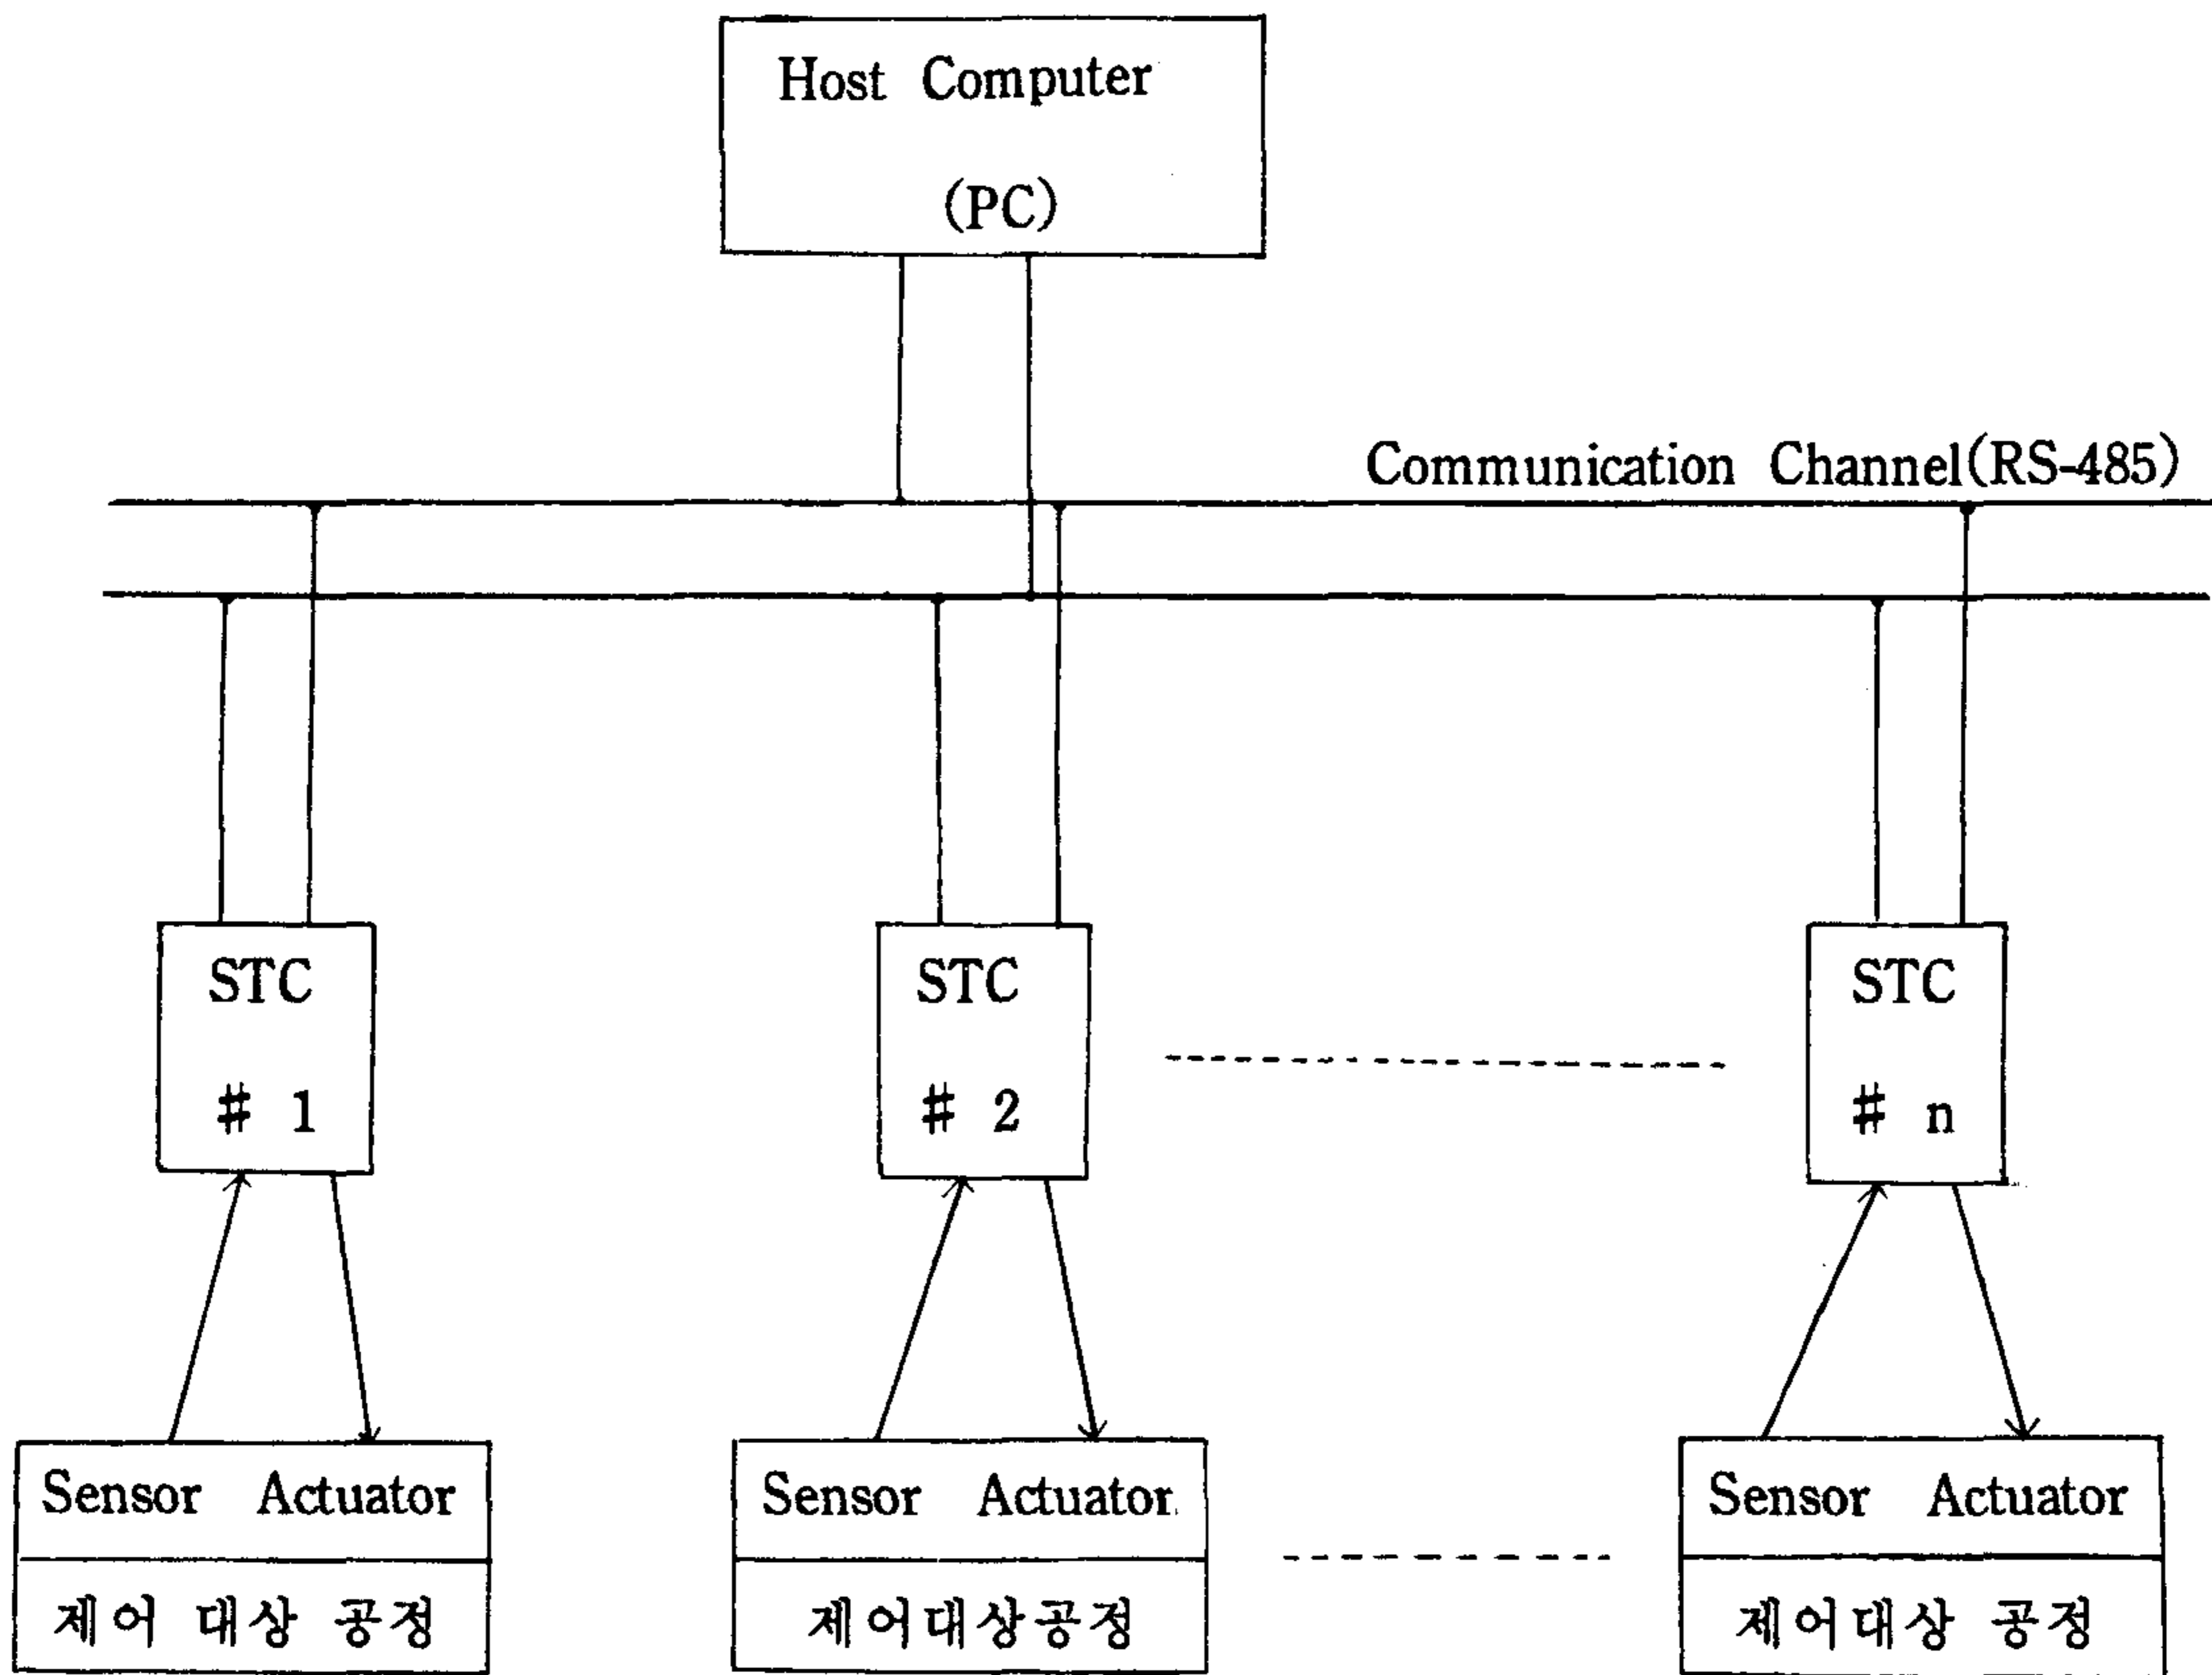 Host Computer
(PC)
Communication Channel(RS-485)
STC
# 1
STC
# 2
STC
# n
Sensor Actuator
제어 대상 공정
Sensor Actuator
제어대상공정
Sensor Actuator
제어대상 공정